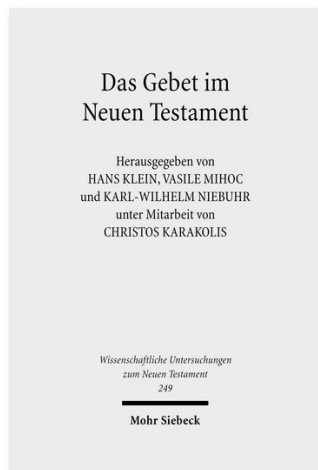 Das Gebet im
Neuen Testament
Herausgegeben von
HANS KLEIN, VASILE MIHOC
und KARL-WILHELM NIEBUHR
unter Mitarbeit von
CHRISTOS KARAKOLIS
Wissenschaftliche Untersuchungen
zum Neuen Testament
249
Mohr Siebeck